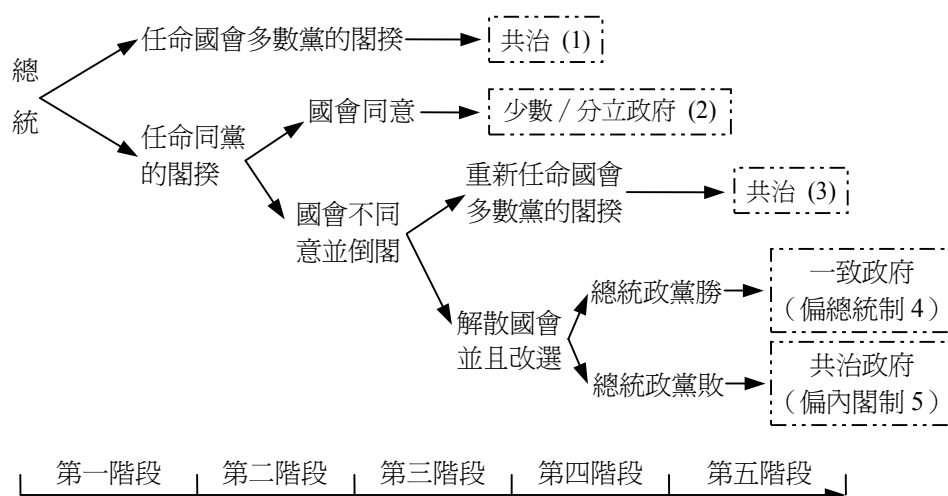 任命國會多數黨的閣揆
共治 (1)
總
統
國會同意
少數 / 分立政府 (2)
任命同黨
的閣揆
重新任命國會
多數黨的閣揆
共治 (3)
國會不同
意並倒閣
一致政府
(偏總統制 4)
總統政黨勝
解散國會
並且改選
共治政府
(偏內閣制 5)
總統政黨敗
第一階段
第二階段
第三階段
第四階段
第五階段